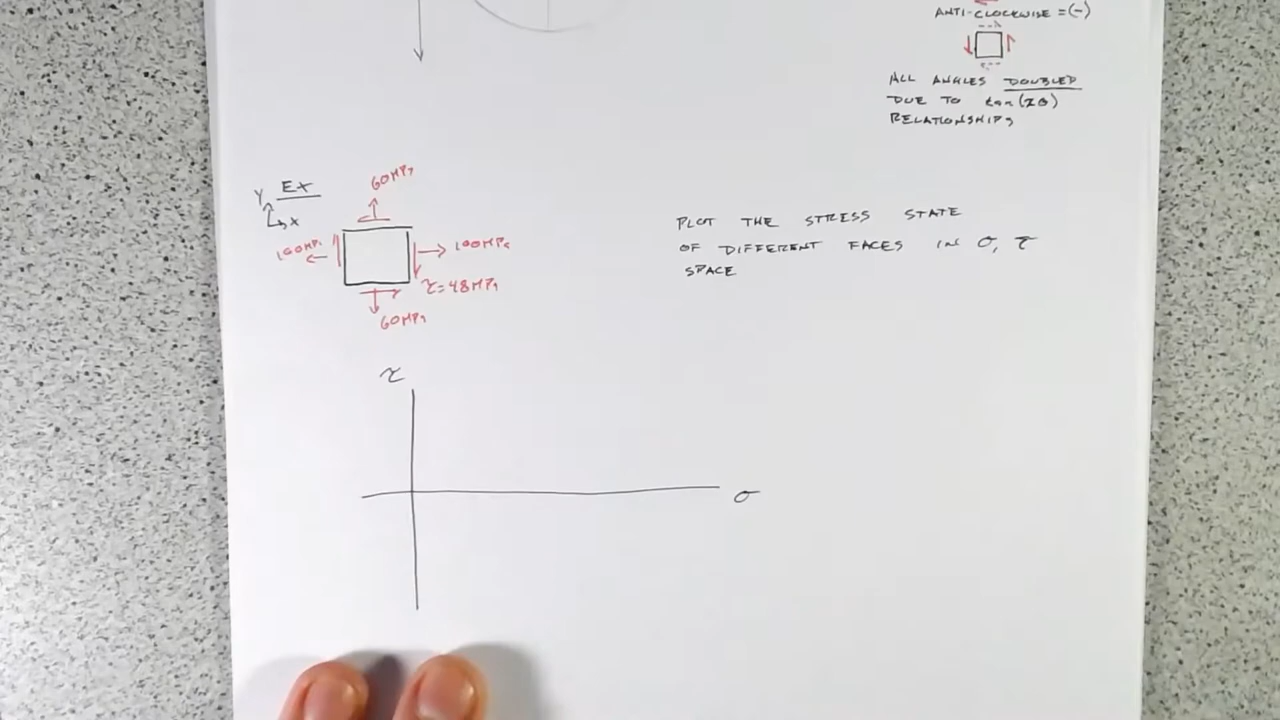 ANTI-CLOCKWISE = (-)
ALL ANGLES DOUBLED
DUE TO tan(2θ)
RELATIONSHIPS
60MPa
Y Ex
x
100MPa
100MPa
τ=48MPa
60MPa
PLOT THE STRESS STATE
OF DIFFERENT FACES IN σ, τ
SPACE
τ
σ